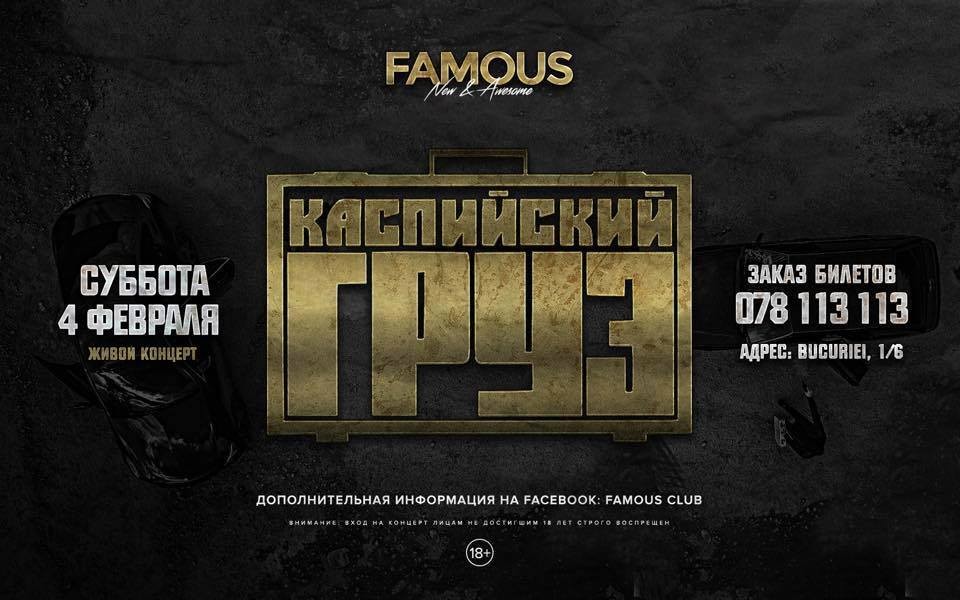 FAMOUS
New & Awesome
КАСПИЙСКИЙ
ГРУЗ
СУББОТА
4 ФЕВРАЛЯ
ЖИВОЙ КОНЦЕРТ
ЗАКАЗ БИЛЕТОВ
078 113 113
АДРЕС: BUCURIEI, 1/6
ДОПОЛНИТЕЛЬНАЯ ИНФОРМАЦИЯ НА FACEBOOK: FAMOUS CLUB
ВНИМАНИЕ: ВХОД НА КОНЦЕРТ ЛИЦАМ НЕ ДОСТИГШИМ 18 ЛЕТ СТРОГО ВОСПРЕЩЕН
18+